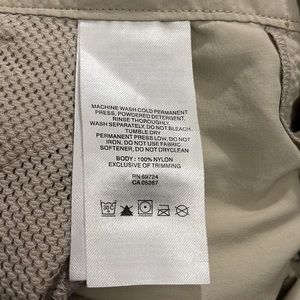 MACHINE WASH COLD PERMANENT
PRESS, POWDERED DETERGENT,
RINSE THOROUGHLY.
WASH SEPARATELY, DO NOT BLEACH,
TUMBLE DRY
PERMANENT PRESS LOW, DO NOT
IRON, DO NOT USE FABRIC
SOFTENER, DO NOT DRYCLEAN
BODY : 100% NYLON
EXCLUSIVE OF TRIMMING
RN 69724
CA 05367
30 C